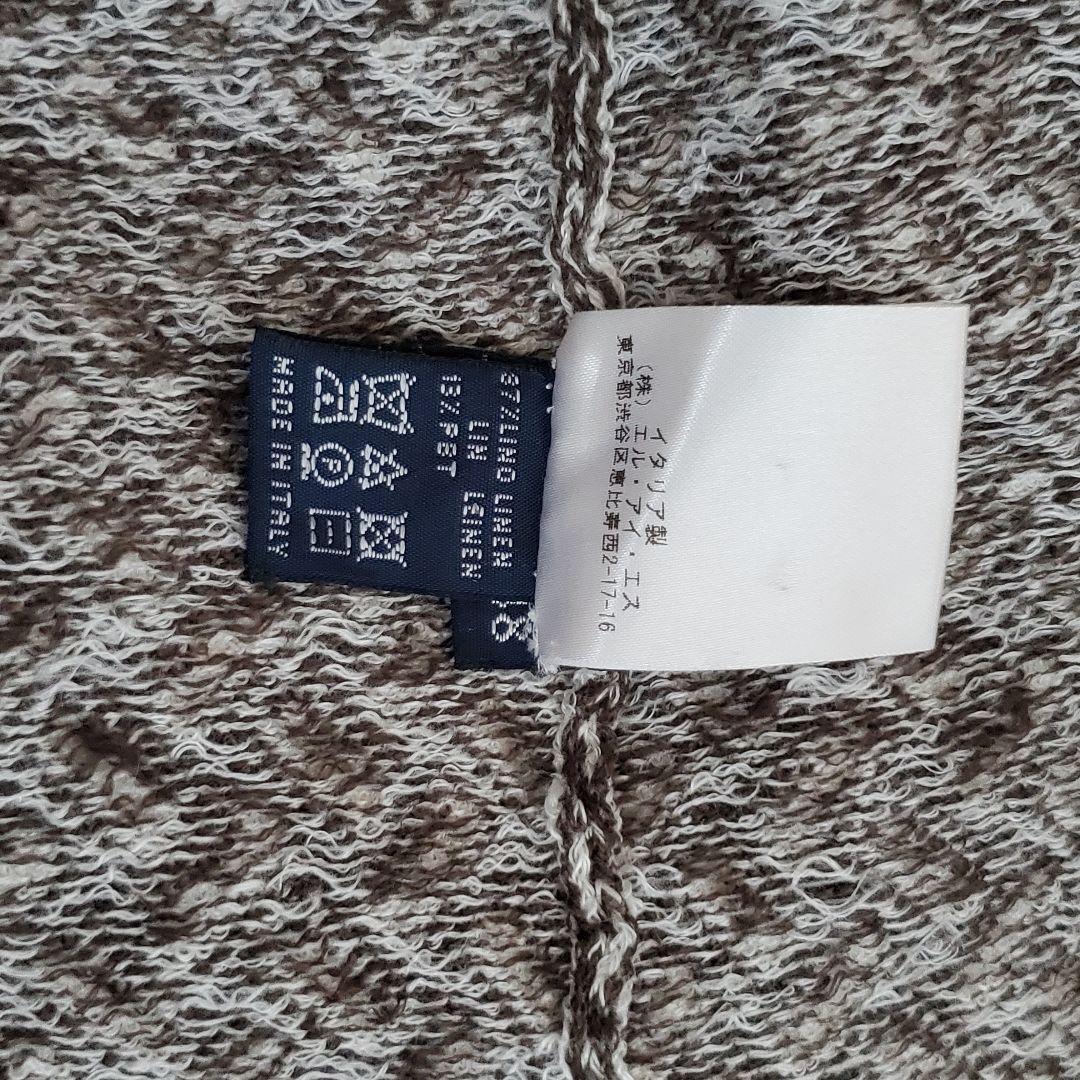 イタリア製
(株) エル・アイ・エス
東京都渋谷区恵比寿西2-17-16
87/LINO LINEN
LIN LEINEN
13/PBT
MADE IN ITALY